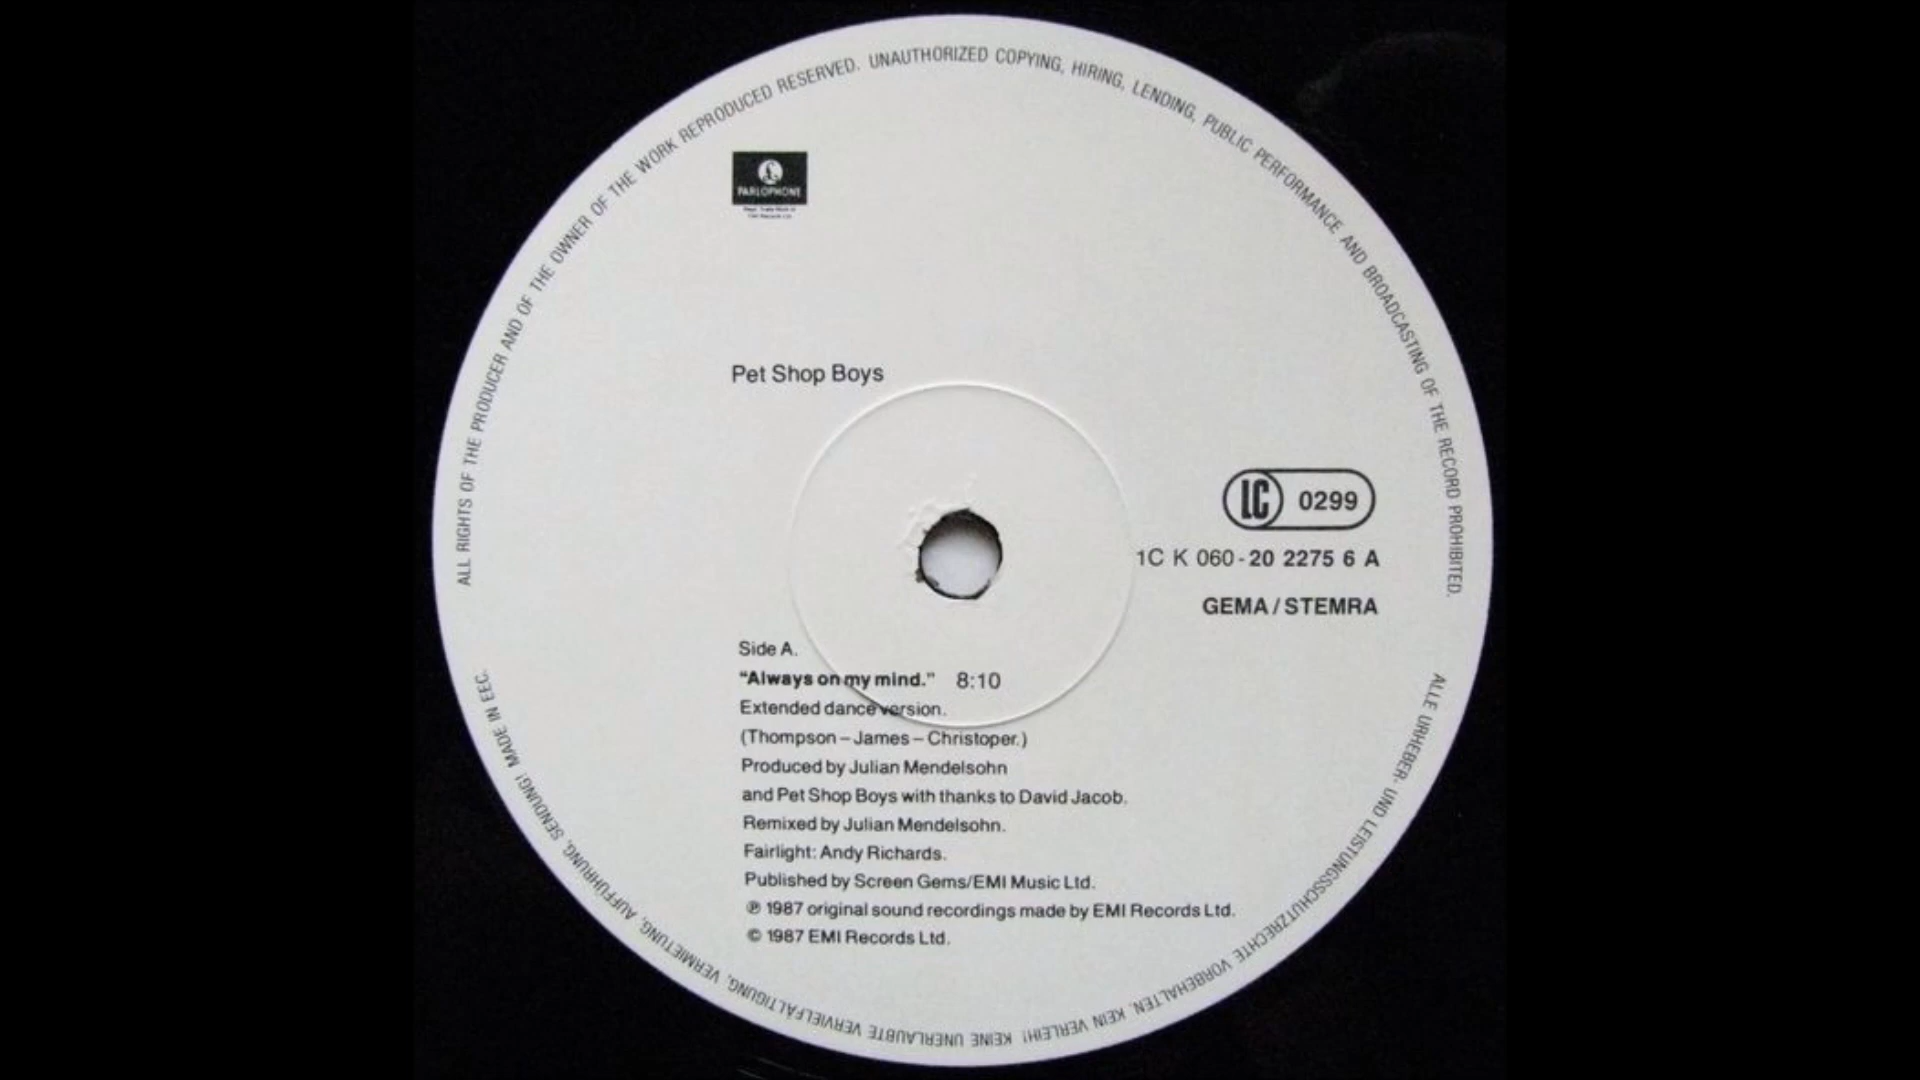 ALL RIGHTS OF THE PRODUCER AND OF THE OWNER OF THE WORK REPRODUCED RESERVED. UNAUTHORIZED COPYING, HIRING, LENDING, PUBLIC PERFORMANCE AND BROADCASTING OF THE RECORD PROHIBITED.
PARLOPHONE
Pet Shop Boys
LC 0299
1C K 060-20 2275 6 A
GEMA/STEMRA
Side A.
"Always on my mind." 8:10
Extended dance version.
(Thompson – James – Christoper.)
Produced by Julian Mendelsohn
and Pet Shop Boys with thanks to David Jacob.
Remixed by Julian Mendelsohn.
Fairlight: Andy Richards.
Published by Screen Gems/EMI Music Ltd.
℗ 1987 original sound recordings made by EMI Records Ltd.
© 1987 EMI Records Ltd.
ALLE URHEBER- UND LEISTUNGSSCHUTZRECHTE VORBEHALTEN. KEIN VERLEIH! KEINE UNERLAUBTE VERVIELFÄLTIGUNG, VERMIETUNG, AUFFÜHRUNG, SENDUNG! MADE IN EEC.